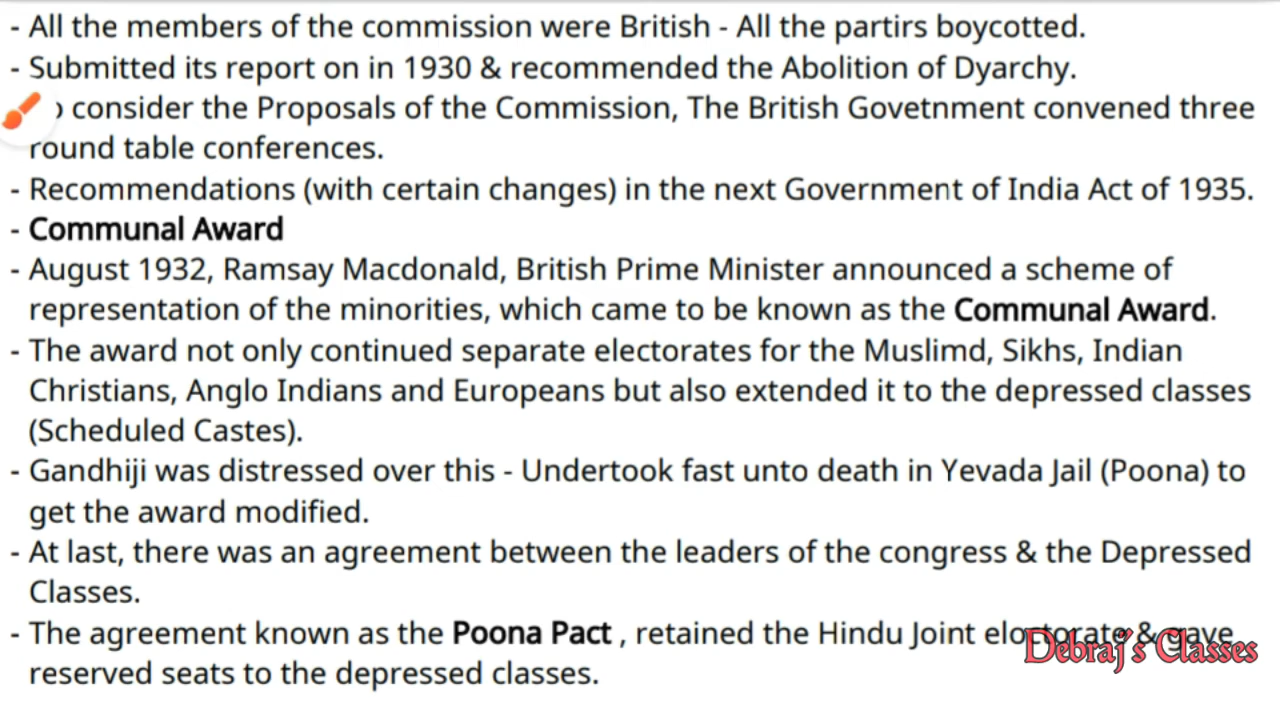 - All the members of the commission were British - All the partirs boycotted.
- Submitted its report on in 1930 & recommended the Abolition of Dyarchy.
consider the Proposals of the Commission, The British Govetnment convened three
round table conferences.
- Recommendations (with certain changes) in the next Government of India Act of 1935.
- Communal Award
- August 1932, Ramsay Macdonald, British Prime Minister announced a scheme of
representation of the minorities, which came to be known as the Communal Award.
- The award not only continued separate electorates for the Muslimd, Sikhs, Indian
Christians, Anglo Indians and Europeans but also extended it to the depressed classes
(Scheduled Castes).
- Gandhiji was distressed over this - Undertook fast unto death in Yevada Jail (Poona) to
get the award modified.
- At last, there was an agreement between the leaders of the congress & the Depressed
Classes.
- The agreement known as the Poona Pact , retained the Hindu Joint electorate & gave
Debraj's Classes
reserved seats to the depressed classes.